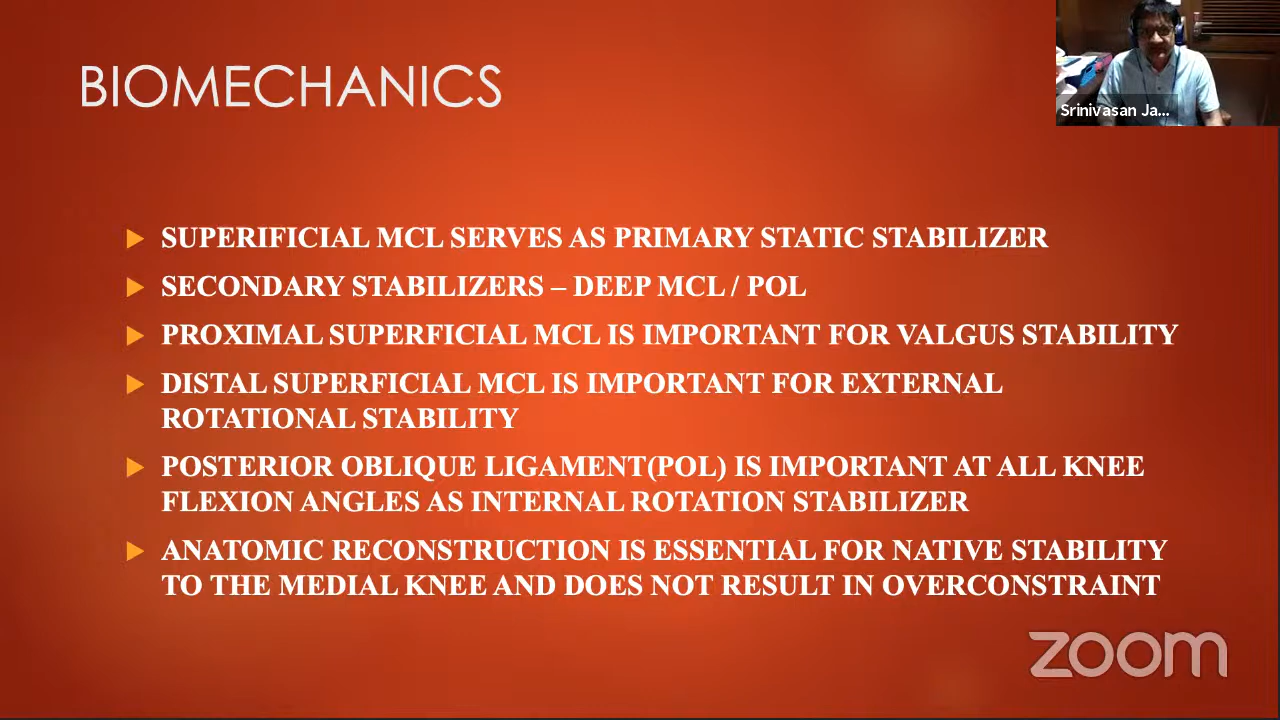 BIOMECHANICS
Srinivasan Ja...
SUPERIFICIAL MCL SERVES AS PRIMARY STATIC STABILIZER
SECONDARY STABILIZERS – DEEP MCL / POL
PROXIMAL SUPERFICIAL MCL IS IMPORTANT FOR VALGUS STABILITY
DISTAL SUPERFICIAL MCL IS IMPORTANT FOR EXTERNAL
ROTATIONAL STABILITY
POSTERIOR OBLIQUE LIGAMENT(POL) IS IMPORTANT AT ALL KNEE
FLEXION ANGLES AS INTERNAL ROTATION STABILIZER
ANATOMIC RECONSTRUCTION IS ESSENTIAL FOR NATIVE STABILITY
TO THE MEDIAL KNEE AND DOES NOT RESULT IN OVERCONSTRAINT
zoom